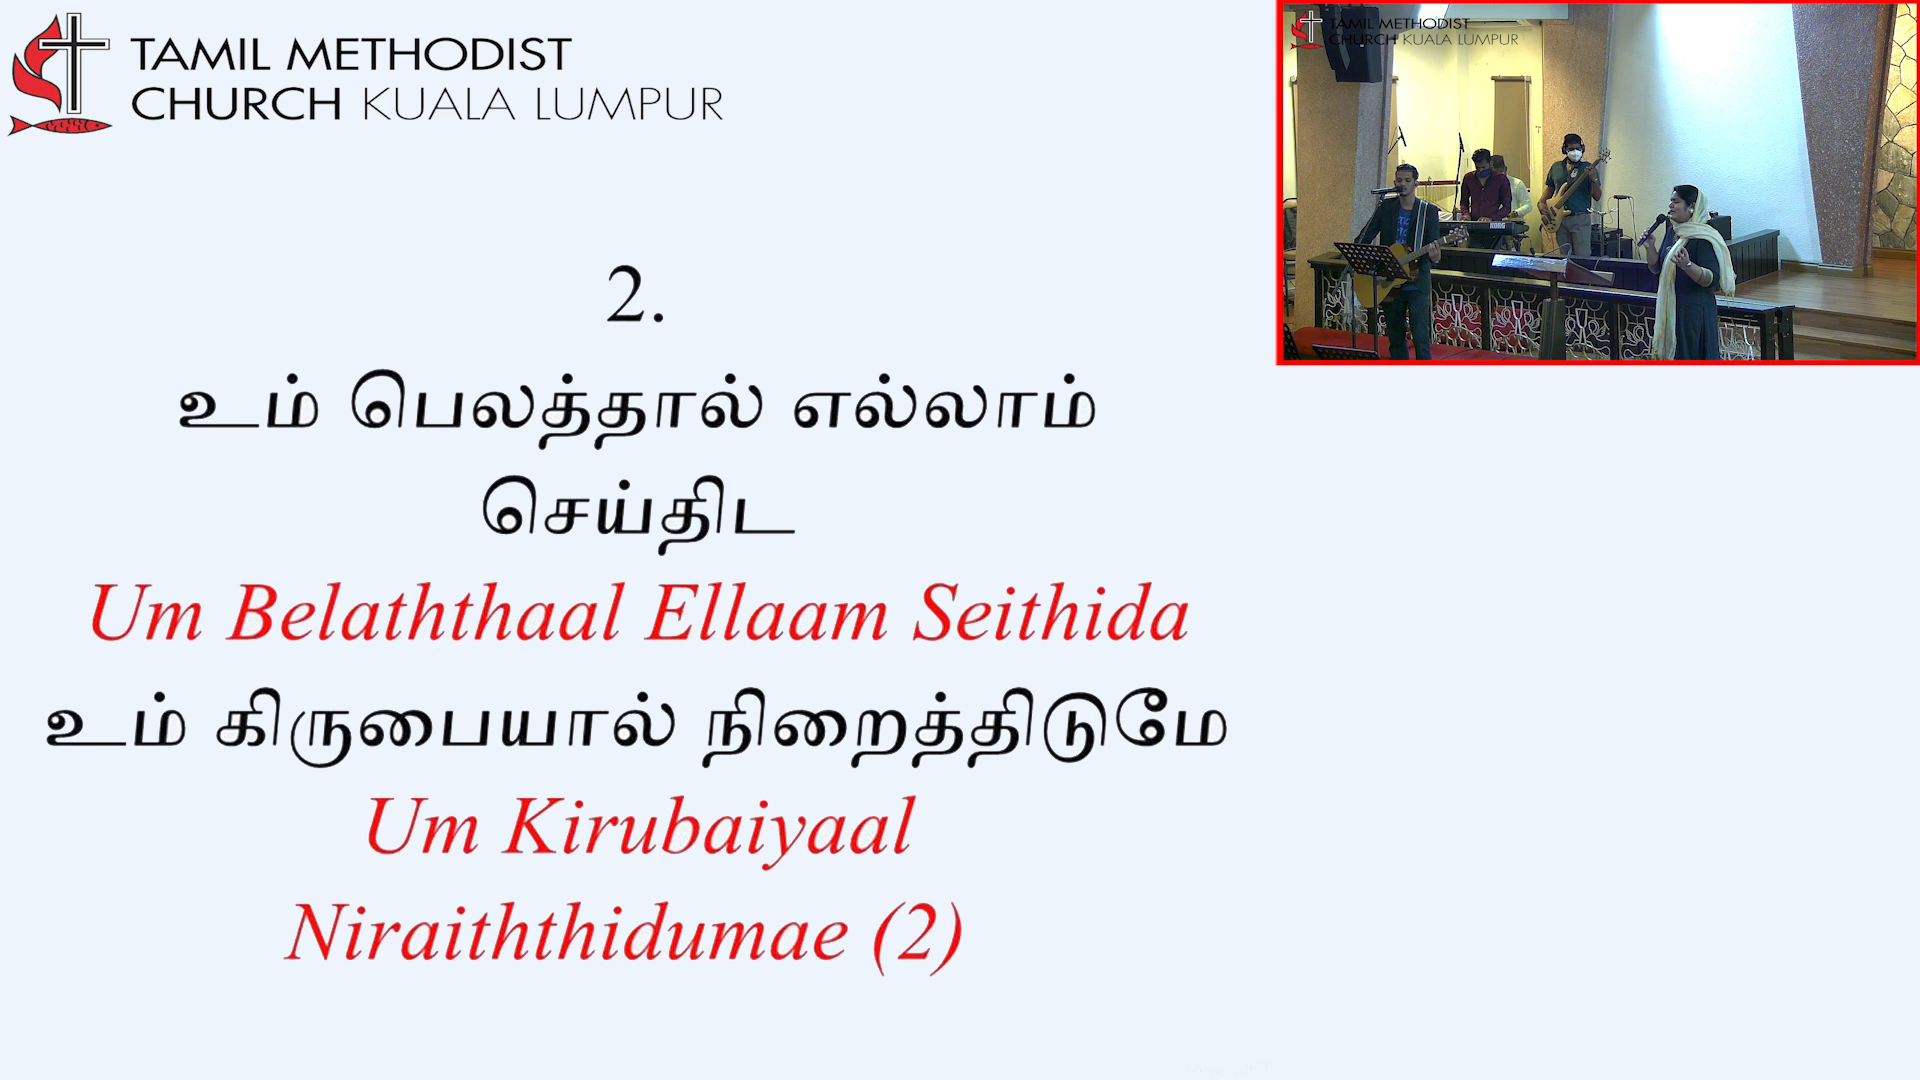 TAMIL METHODIST
CHURCH KUALA LUMPUR
TAMIL METHODIST
CHURCH KUALA LUMPUR
KORG
2.
உம் பெலத்தால் எல்லாம்
செய்திட
Um Belaththaal Ellaam Seithida
உம் கிருபையால் நிறைத்திடுமே
Um Kirubaiyaal
Niraiththidumae (2)